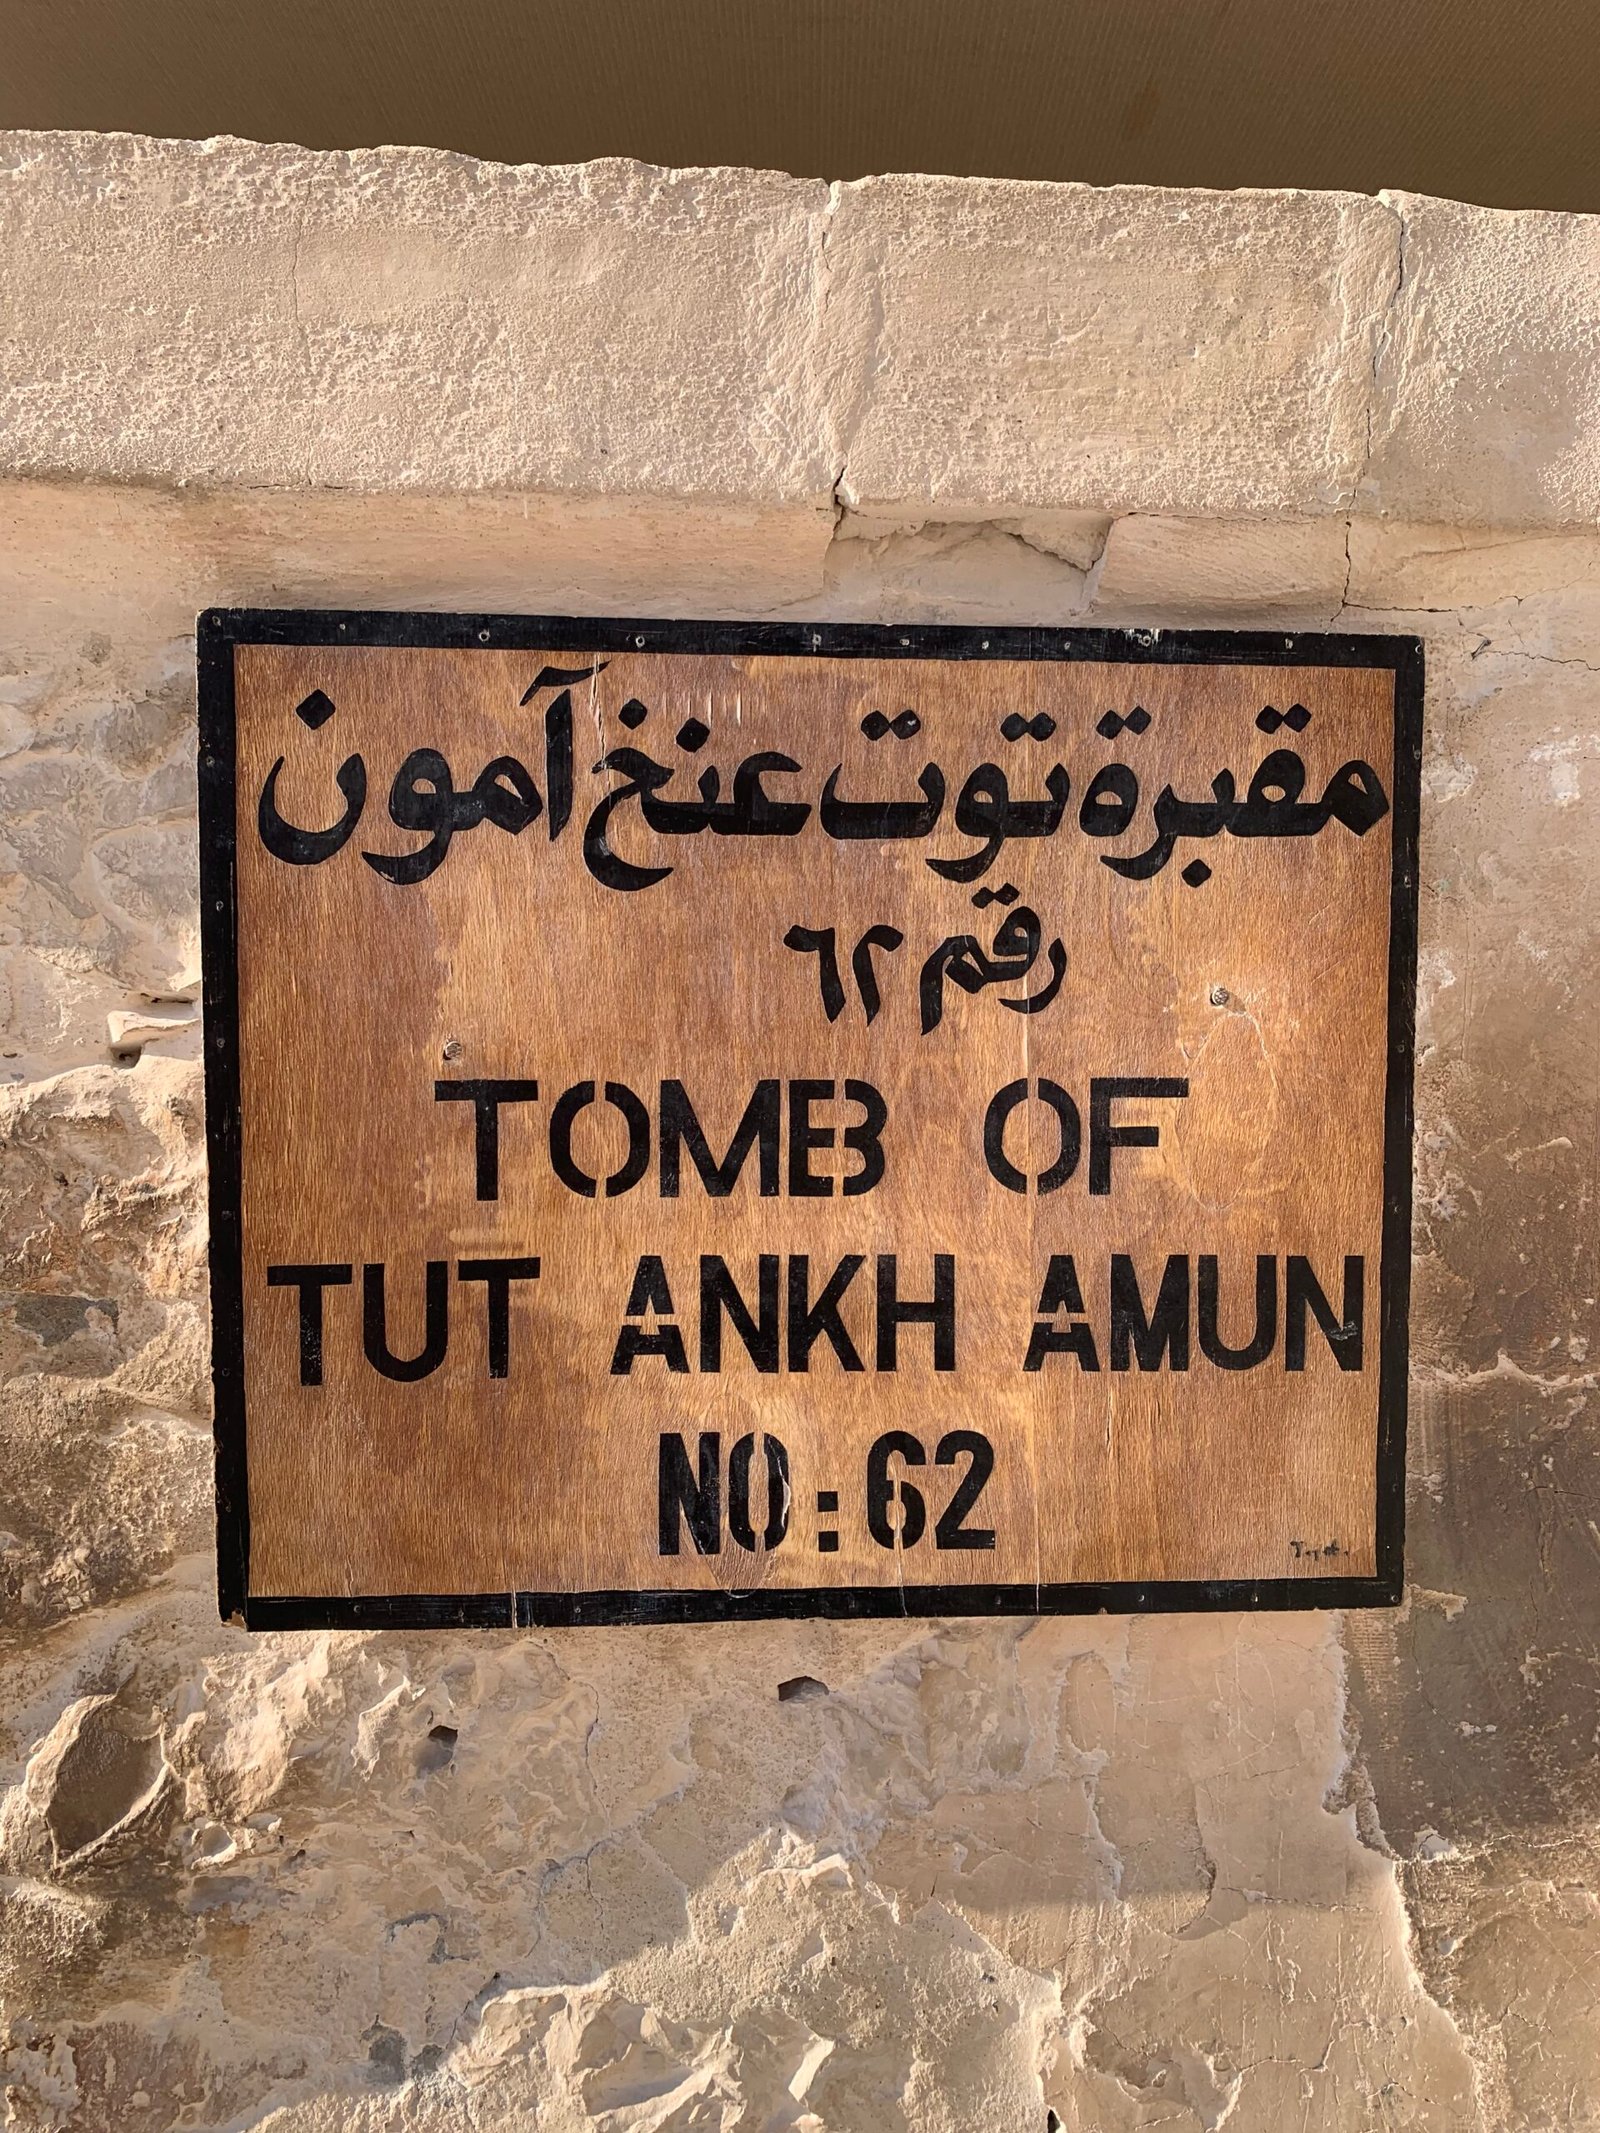 مقبرة توت عنخ آمون
رقم ٦٢
TOMB OF
TUT ANKH AMUN
NO: 62